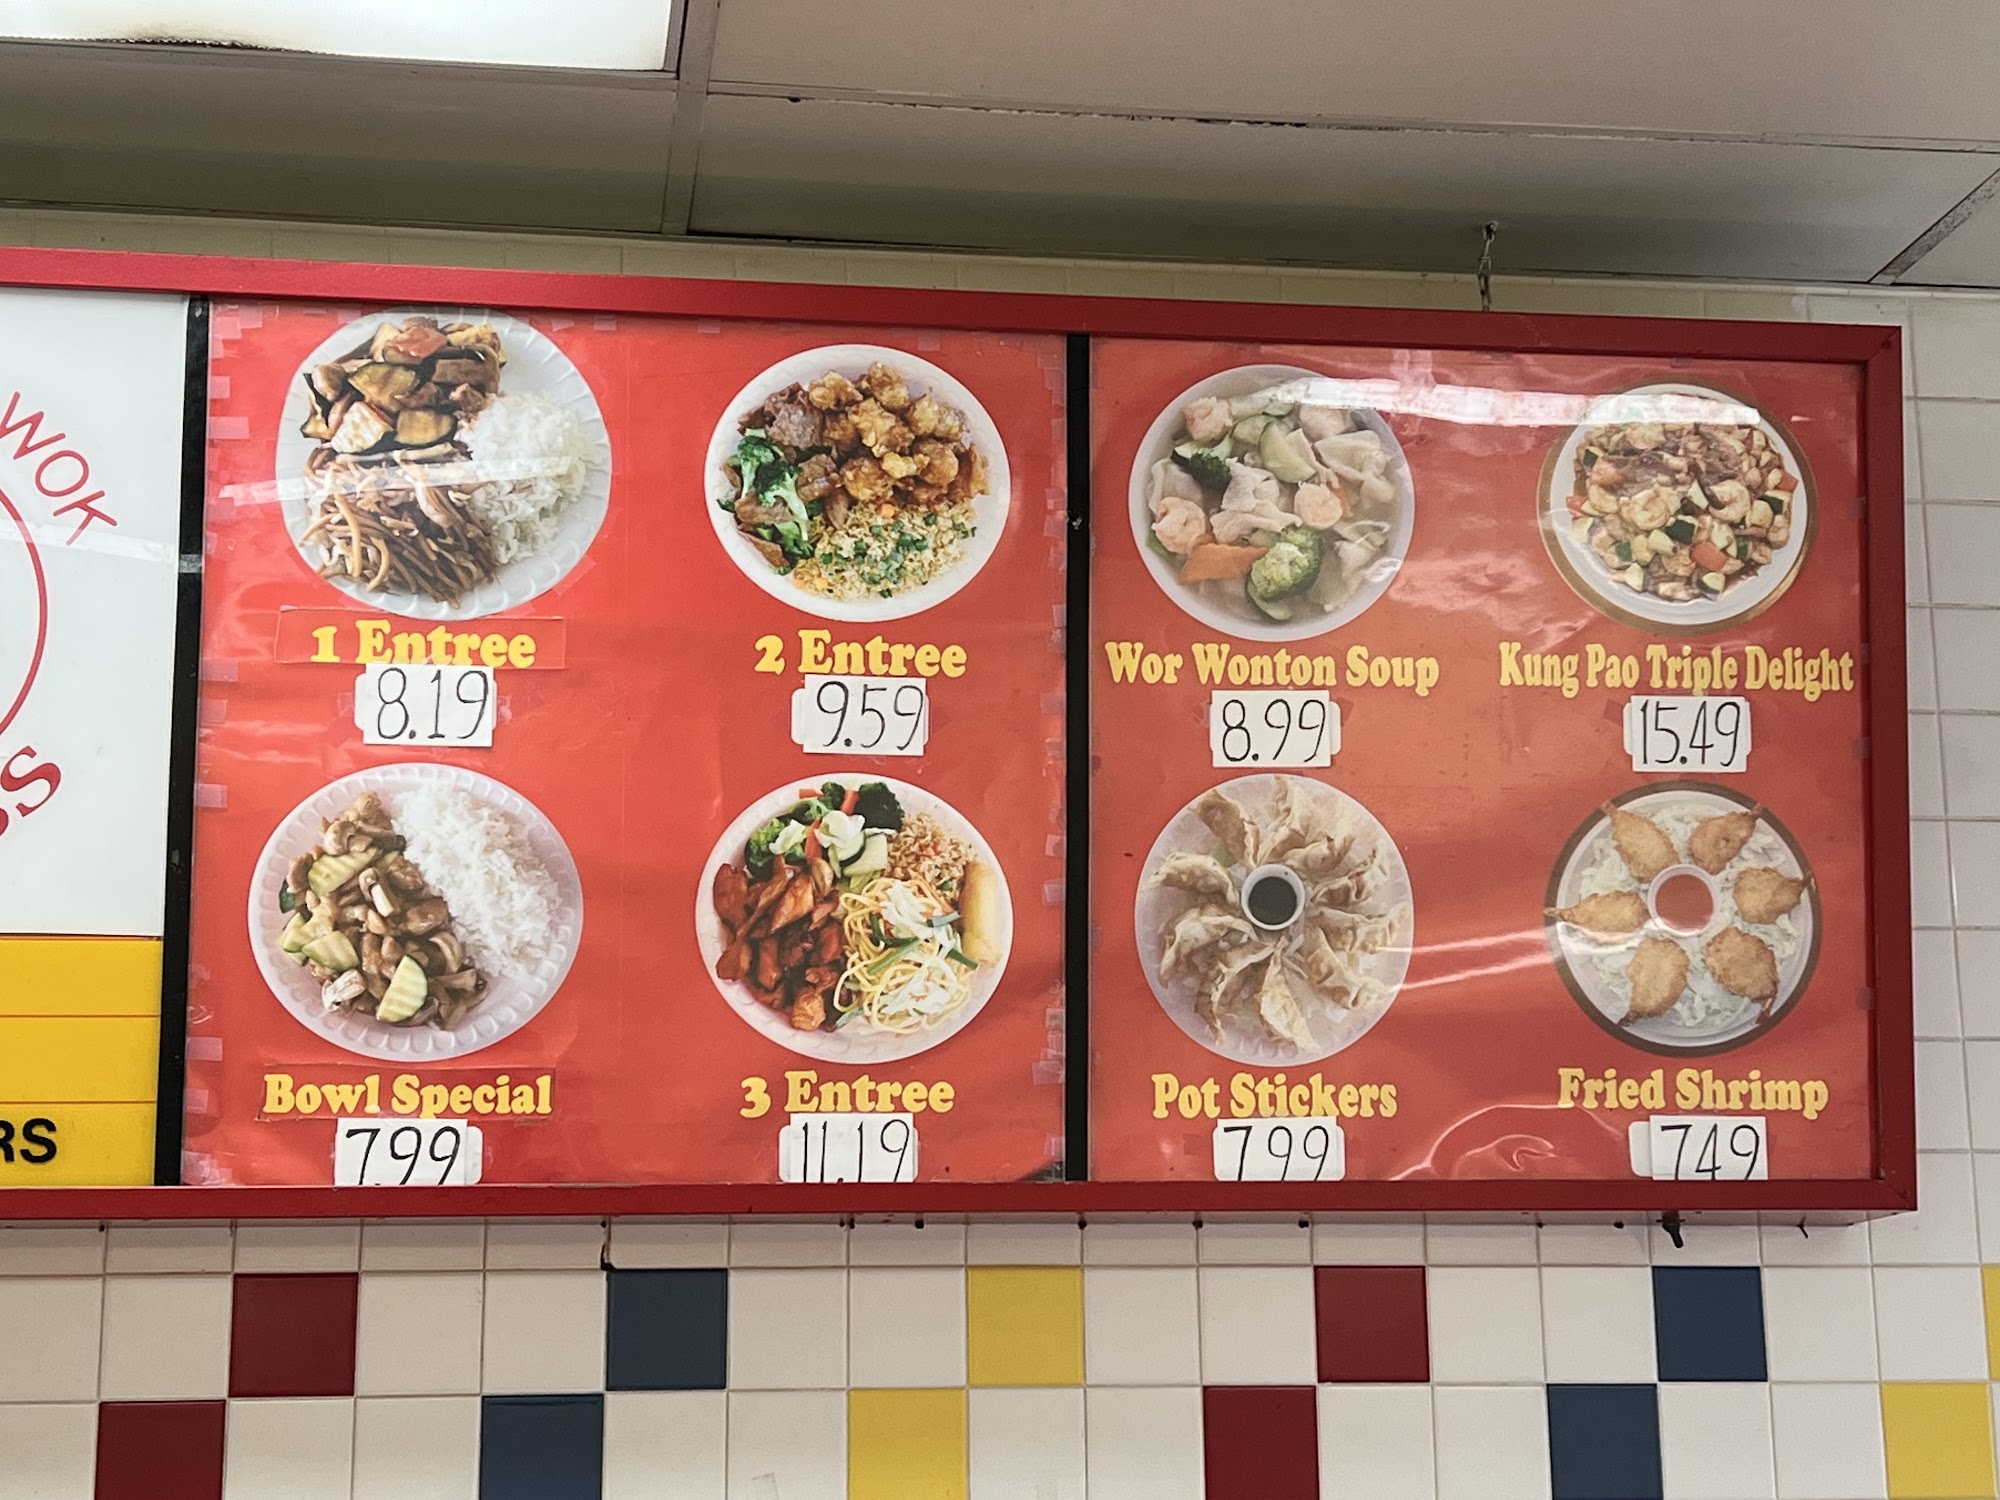 WOK
SS
RS
1 Entree
8.19
2 Entree
9.59
Bowl Special
7.99
3 Entree
11.19
Wor Wonton Soup
8.99
Kung Pao Triple Delight
15.49
Pot Stickers
7.99
Fried Shrimp
7.49